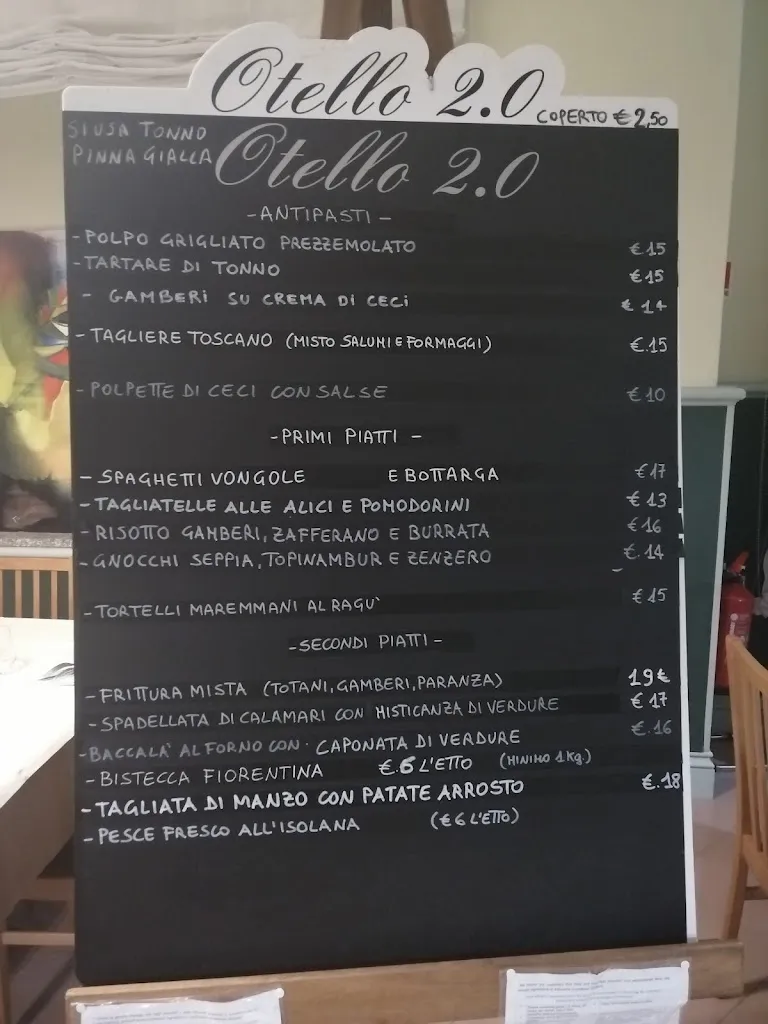 Otello 2.0
COPERTO € 2,50
SI USA TONNO
PINNA GIALLA
Otello 2.0
-ANTIPASTI-
-POLPO GRIGLIATO PREZZEMOLATO €15
-TARTARE DI TONNO €15
- GAMBERI SU CREMA DI CECI € 14
-TAGLIERE TOSCANO (MISTO SALUMI E FORMAGGI) €.15
-POLPETTE DI CECI CON SALSE €10
-PRIMI PIATTI -
-SPAGHETTI VONGOLE E BOTTARGA €17
-TAGLIATELLE ALLE ALICI E POMODORINI € 13
-RISOTTO GAMBERI, ZAFFERANO E BURRATA €16
-GNOCCHI SEPPIA, TOPINAMBUR E ZENZERO €.14
-TORTELLI MAREMMANI AL RAGU' €15
-SECONDI PIATTI-
-FRITTURA MISTA (TOTANI, GAMBERI, PARANZA) 19€
-SPADELLATA DI CALAMARI CON MISTICANZA DI VERDURE € 17
-BACCALA' AL FORNO CON CAPONATA DI VERDURE €.16
-BISTECCA FIORENTINA €.6 L'ETTO (MINIMO 1 Kg.)
-TAGLIATA DI MANZO CON PATATE ARROSTO €.18
-PESCE FRESCO ALL'ISOLANA (€ 6 L'ETTO)